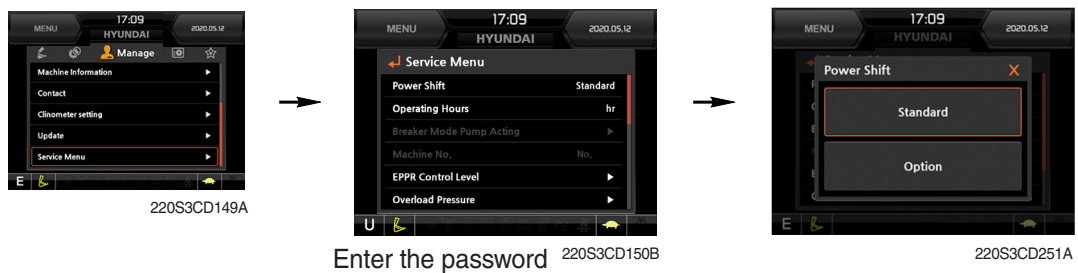 MENU 17:09 2020.05.12
HYUNDAI
Manage
Machine Information
Contact
Clinometer setting
Update
Service Menu
E
220S3CD149A
MENU 17:09 2020.05.12
HYUNDAI
Service Menu
Power Shift Standard
Operating Hours hr
Breaker Mode Pump Acting
Machine No. No.
EPPR Control Level
Overload Pressure
U
Enter the password 220S3CD150B
MENU 17:09 2020.05.12
HYUNDAI
Power Shift X
Standard
Option
E
220S3CD251A